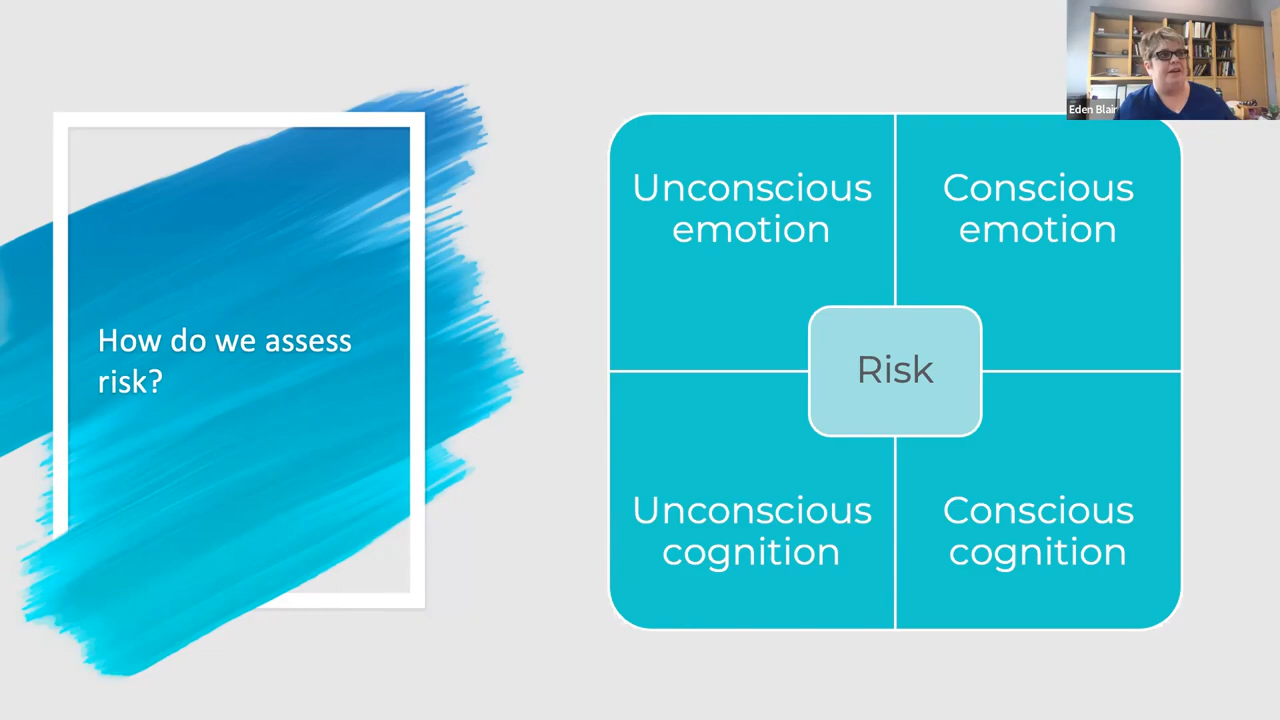 How do we assess
risk?
Unconscious
emotion
Conscious
emotion
Risk
Unconscious
cognition
Conscious
cognition
Eden Blair